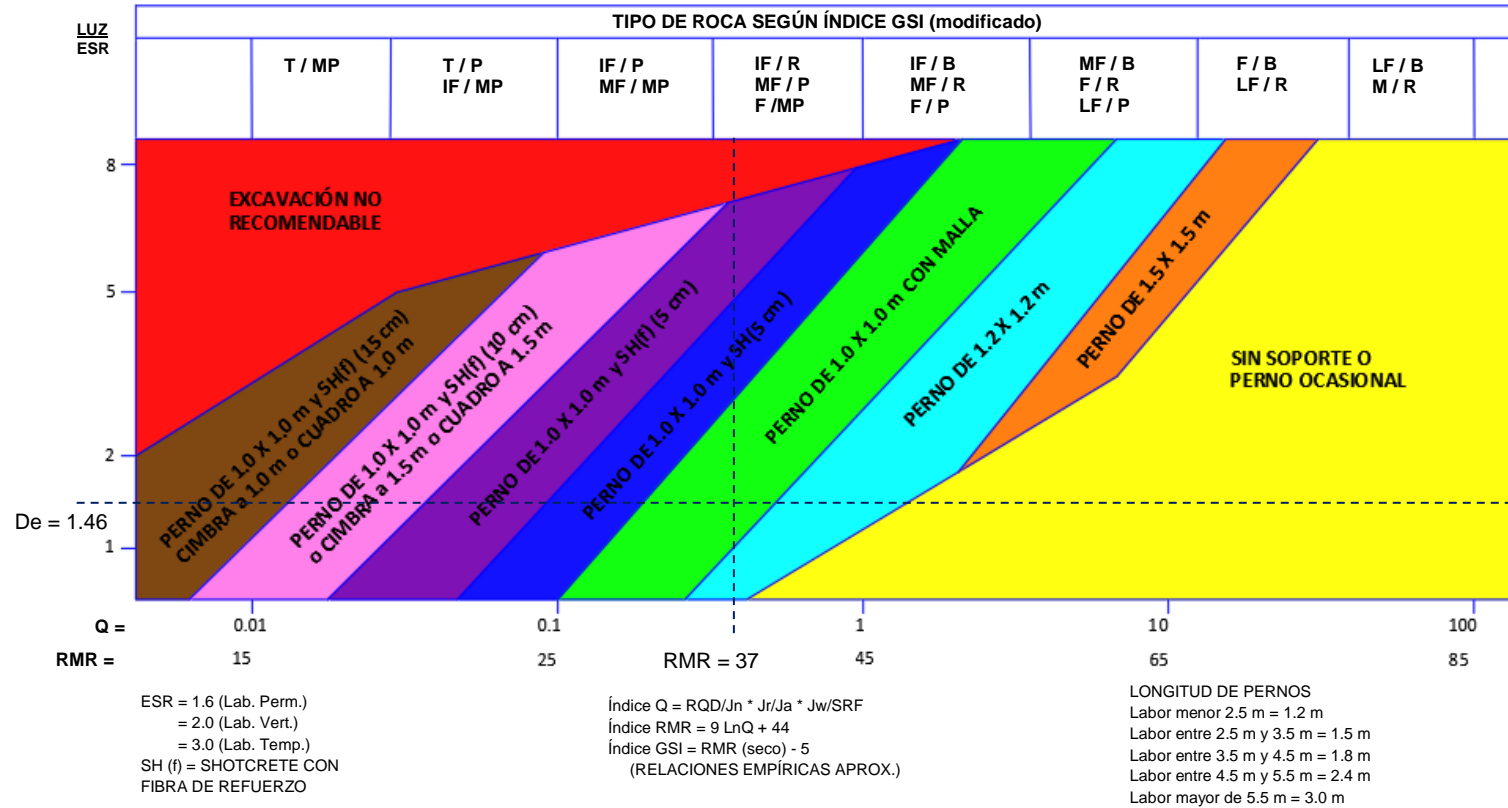 LUZ
ESR
TIPO DE ROCA SEGÚN ÍNDICE GSI (modificado)
T / MP
T / P
IF / MP
IF / P
MF / MP
IF / R
MF / P
F /MP
IF / B
MF / R
F / P
MF / B
F / R
LF / P
F / B
LF / R
LF / B
M / R
8
5
2
De = 1.46
1
EXCAVACIÓN NO
RECOMENDABLE
PERNO DE 1.0 X 1.0 m y SH(f) (15 cm)
CIMBRA a 1.0 m o CUADRO A 1.0 m
PERNO DE 1.0 X 1.0 m y SH(f) (10 cm)
o CIMBRA a 1.5 m o CUADRO A 1.5 m
PERNO DE 1.0 X 1.0 m y SH(f) (5 cm)
PERNO DE 1.0 X 1.0 m y SH(5 cm)
PERNO DE 1.0 X 1.0 m CON MALLA
PERNO DE 1.2 X 1.2 m
PERNO DE 1.5 X 1.5 m
SIN SOPORTE O
PERNO OCASIONAL
Q = 0.01 0.1 1 10 100
RMR = 15 25 RMR = 37 45 65 85
ESR = 1.6 (Lab. Perm.)
= 2.0 (Lab. Vert.)
= 3.0 (Lab. Temp.)
SH (f) = SHOTCRETE CON
FIBRA DE REFUERZO
Índice Q = RQD/Jn * Jr/Ja * Jw/SRF
Índice RMR = 9 LnQ + 44
Índice GSI = RMR (seco) - 5
(RELACIONES EMPÍRICAS APROX.)
LONGITUD DE PERNOS
Labor menor 2.5 m = 1.2 m
Labor entre 2.5 m y 3.5 m = 1.5 m
Labor entre 3.5 m y 4.5 m = 1.8 m
Labor entre 4.5 m y 5.5 m = 2.4 m
Labor mayor de 5.5 m = 3.0 m